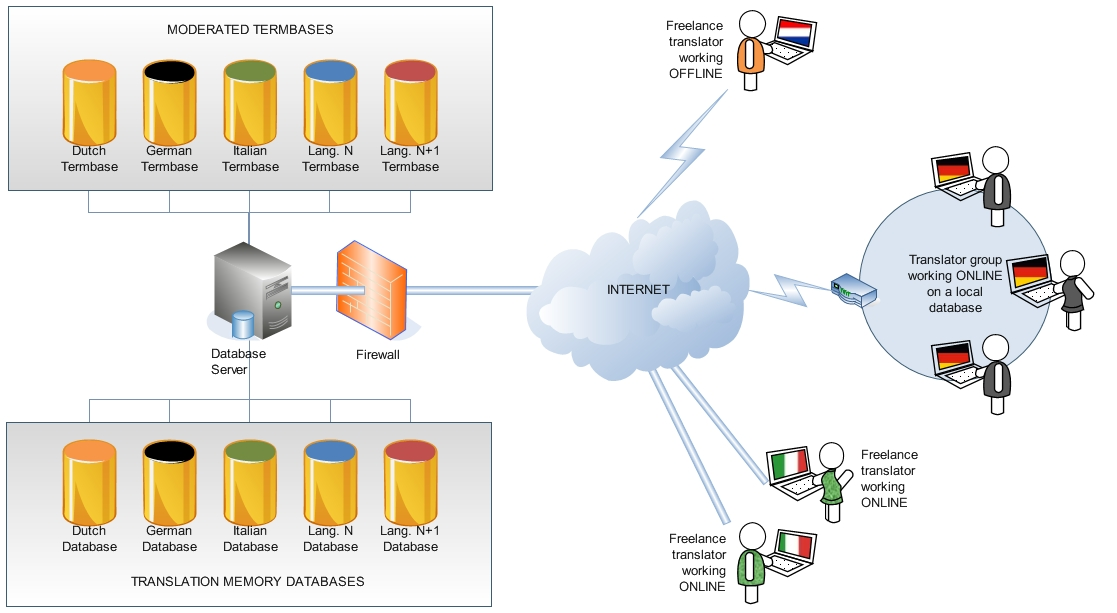 MODERATED TERMBASES
Dutch
Termbase
German
Termbase
Italian
Termbase
Lang. N
Termbase
Lang. N+1
Termbase
Database
Server
Firewall
INTERNET
Freelance
translator
working
OFFLINE
Translator group
working ONLINE
on a local
database
Freelance
translator
working
ONLINE
Freelance
translator
working
ONLINE
Dutch
Database
German
Database
Italian
Database
Lang. N
Database
Lang. N+1
Database
TRANSLATION MEMORY DATABASES